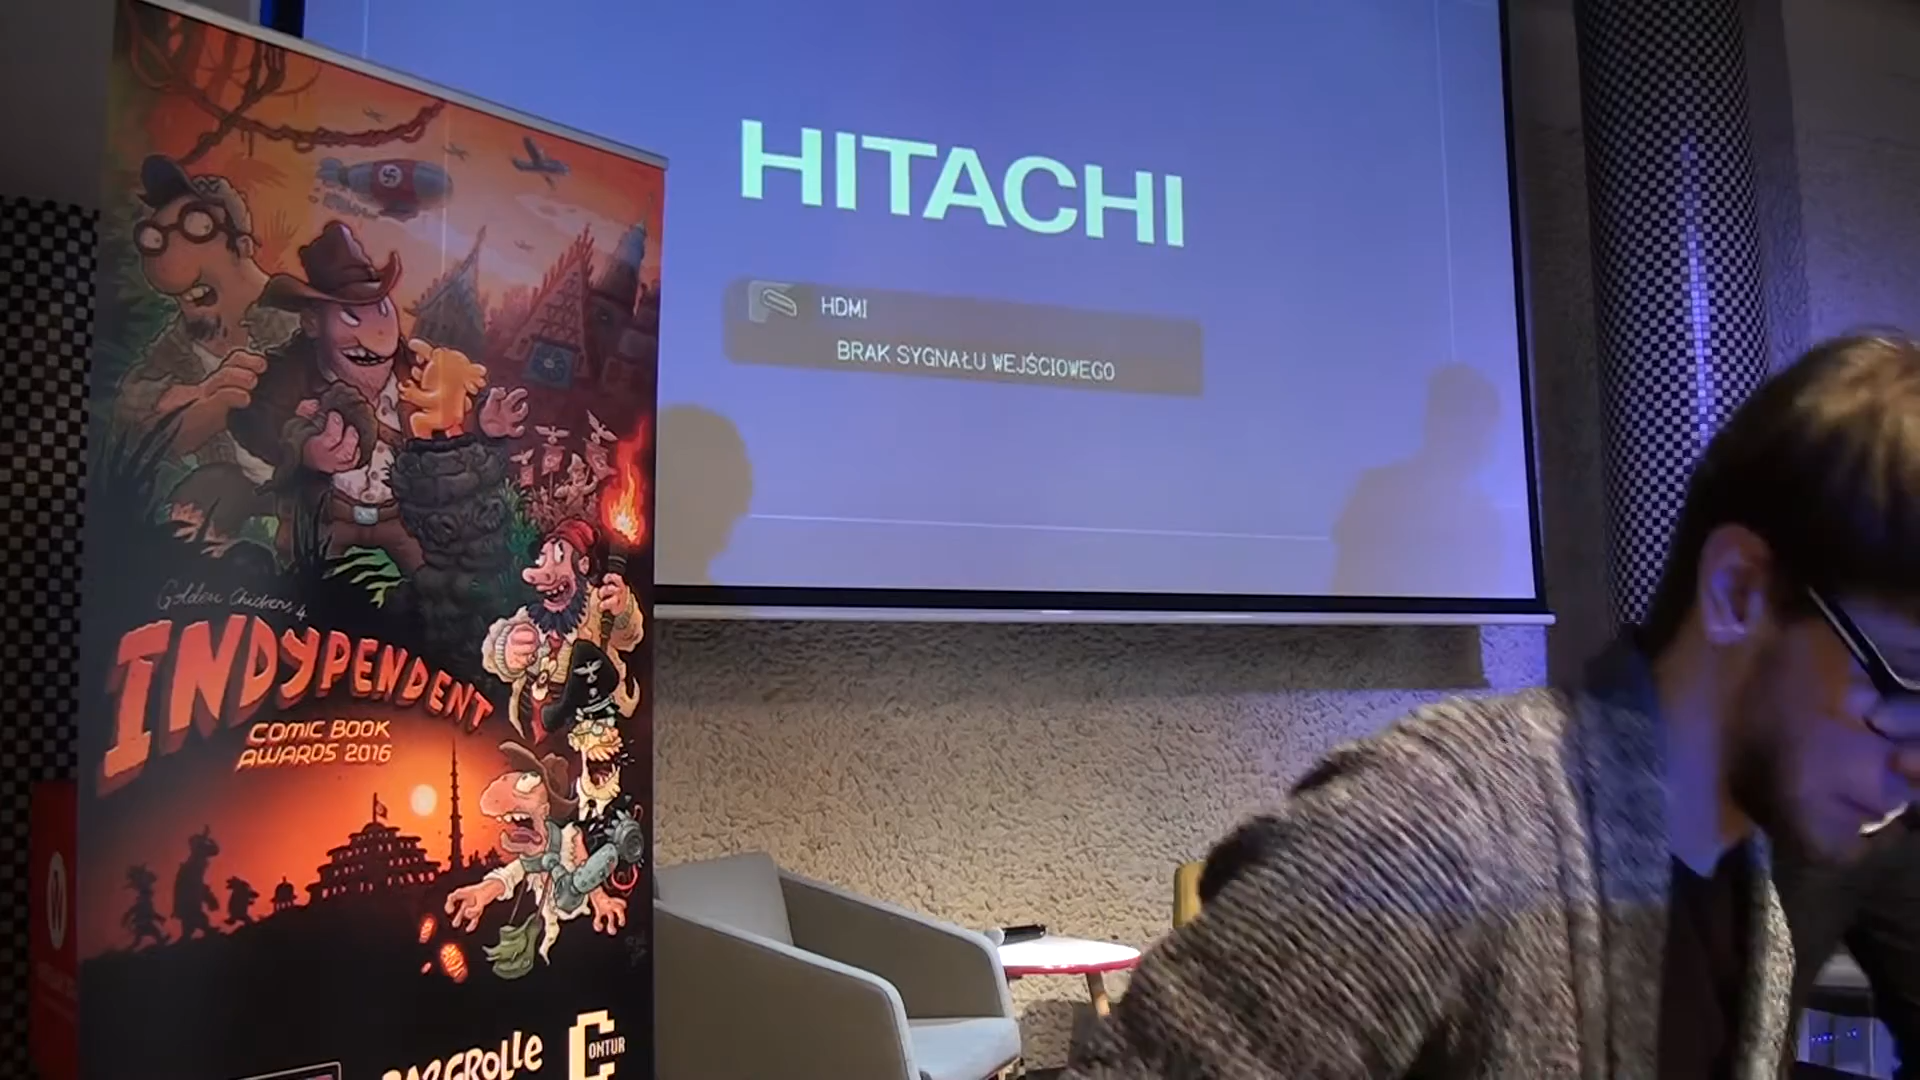 HITACHI
HDMI
BRAK SYGNAŁU WEJŚCIOWEGO
Golden Chickens 4
INDYPENDENT
COMIC BOOK
AWARDS 2016
ONTUR